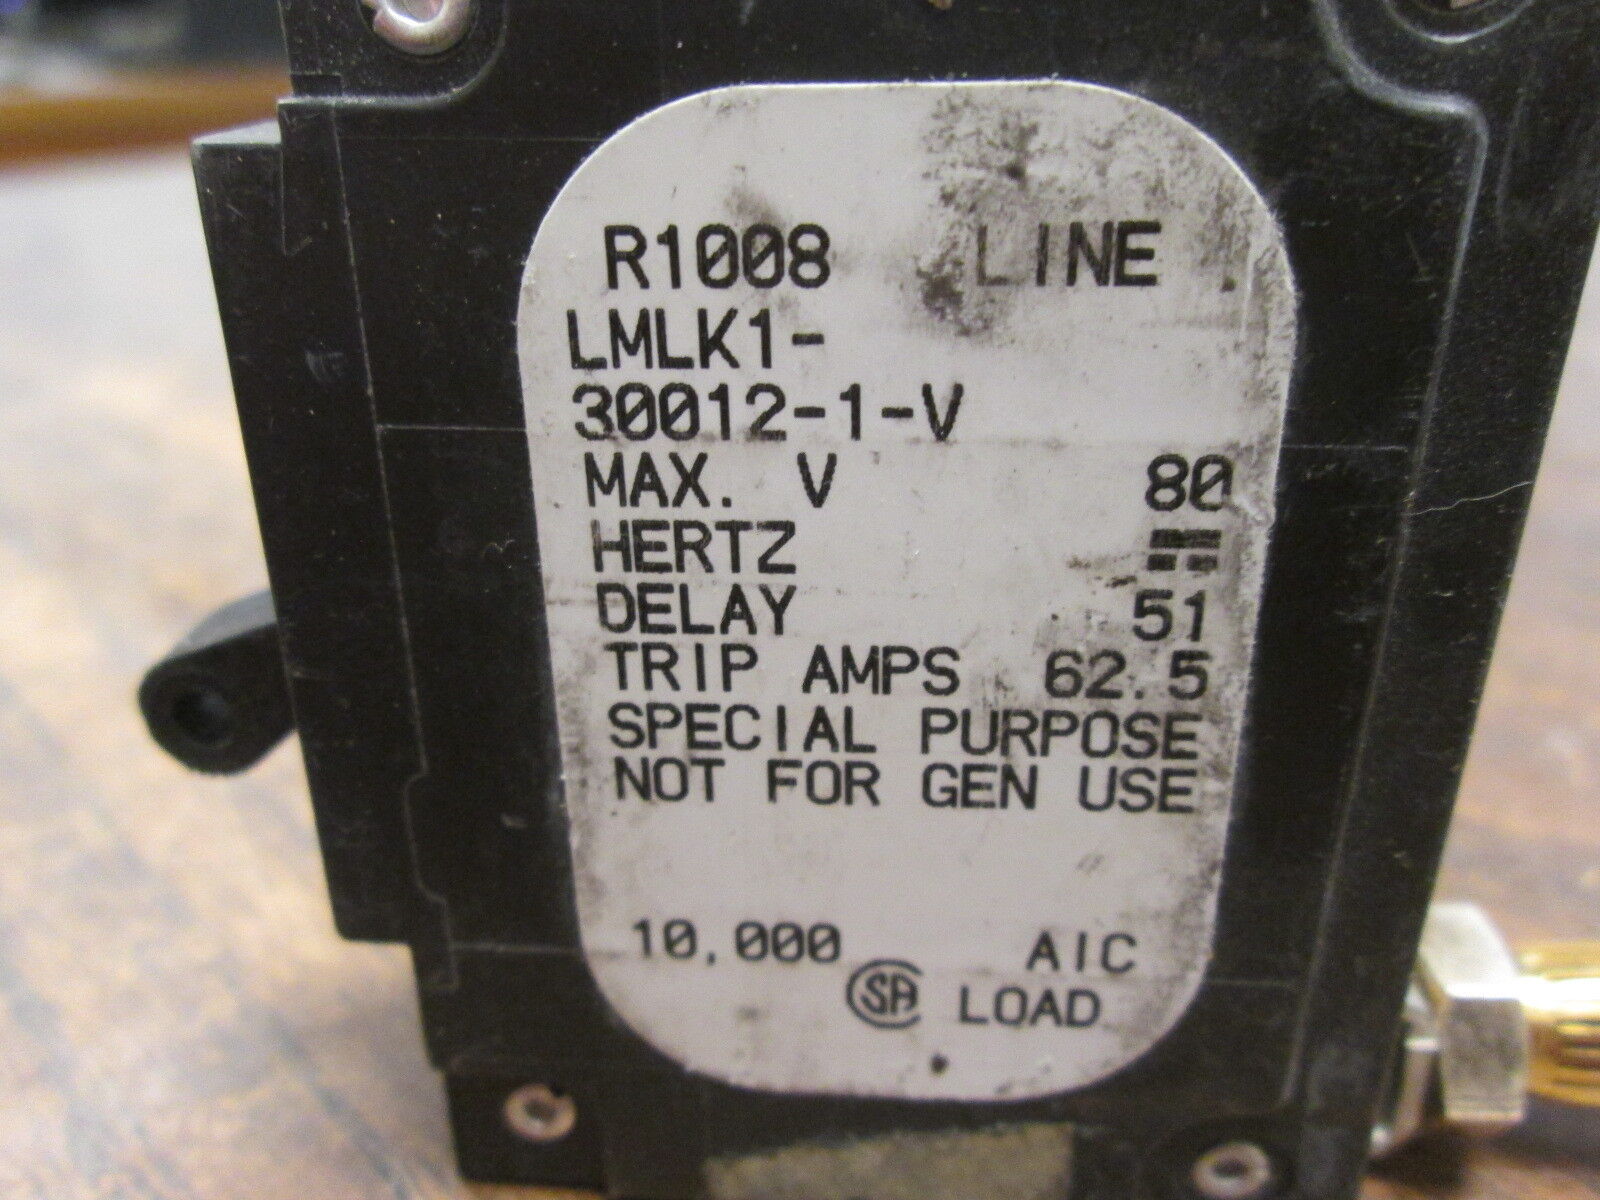 R1008 LINE
LMLK1-
30012-1-V
MAX. V 80
HERTZ ⎓
DELAY 51
TRIP AMPS 62.5
SPECIAL PURPOSE
NOT FOR GEN USE
10,000 AIC
SA LOAD